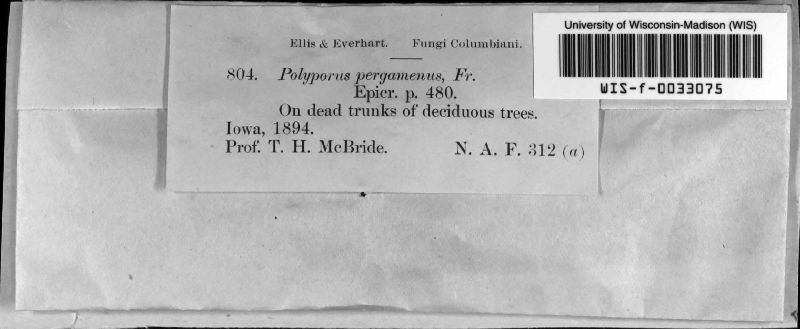 University of Wisconsin-Madison (WIS)
WIS-f-0033075
Ellis & Everhart. Fungi Columbiani.
804. Polyporus pergamenus, Fr.
Epicr. p. 480.
On dead trunks of deciduous trees.
Iowa, 1894.
Prof. T. H. McBride. N. A. F. 312 (a)